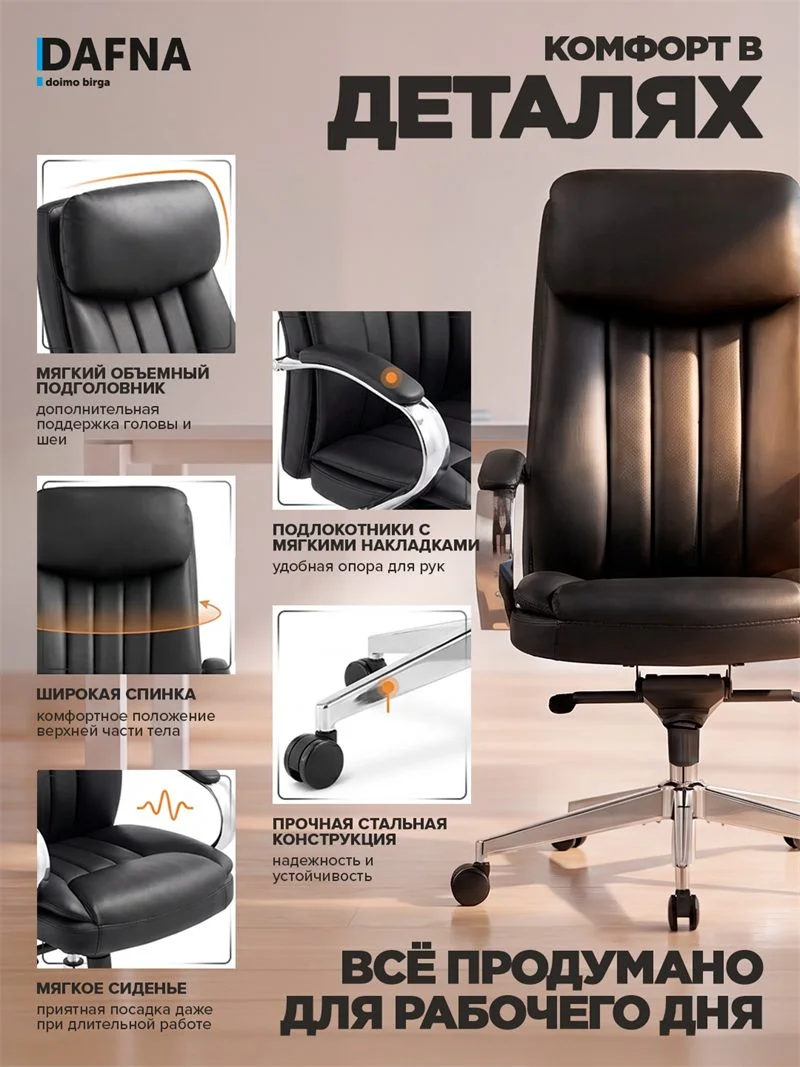 DAFNA
doimo birga
КОМФОРТ В
ДЕТАЛЯХ
МЯГКИЙ ОБЪЕМНЫЙ
ПОДГОЛОВНИК
дополнительная
поддержка головы и
шеи
ПОДЛОКОТНИКИ С
МЯГКИМИ НАКЛАДКАМИ
удобная опора для рук
ШИРОКАЯ СПИНКА
комфортное положение
верхней части тела
ПРОЧНАЯ СТАЛЬНАЯ
КОНСТРУКЦИЯ
надежность и
устойчивость
МЯГКОЕ СИДЕНЬЕ
приятная посадка даже
при длительной работе
ВСЁ ПРОДУМАНО
ДЛЯ РАБОЧЕГО ДНЯ